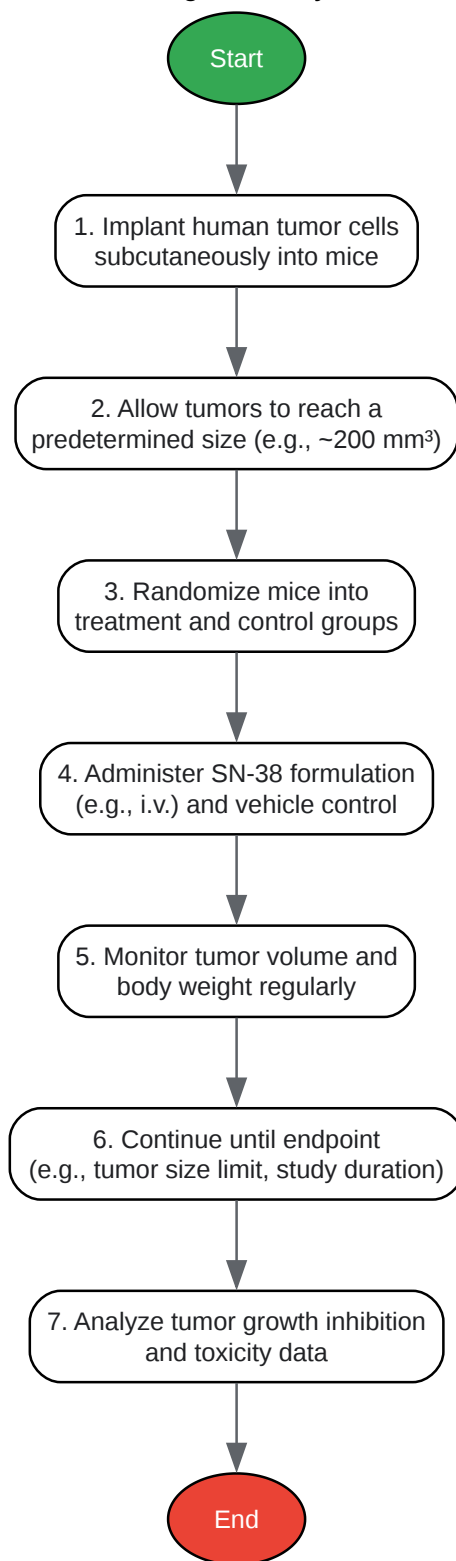 Start
1. Implant human tumor cells
subcutaneously into mice
2. Allow tumors to reach a
predetermined size (e.g., ~200 mm³)
3. Randomize mice into
treatment and control groups
4. Administer SN-38 formulation
(e.g., i.v.) and vehicle control
5. Monitor tumor volume and
body weight regularly
6. Continue until endpoint
(e.g., tumor size limit, study duration)
7. Analyze tumor growth inhibition
and toxicity data
End